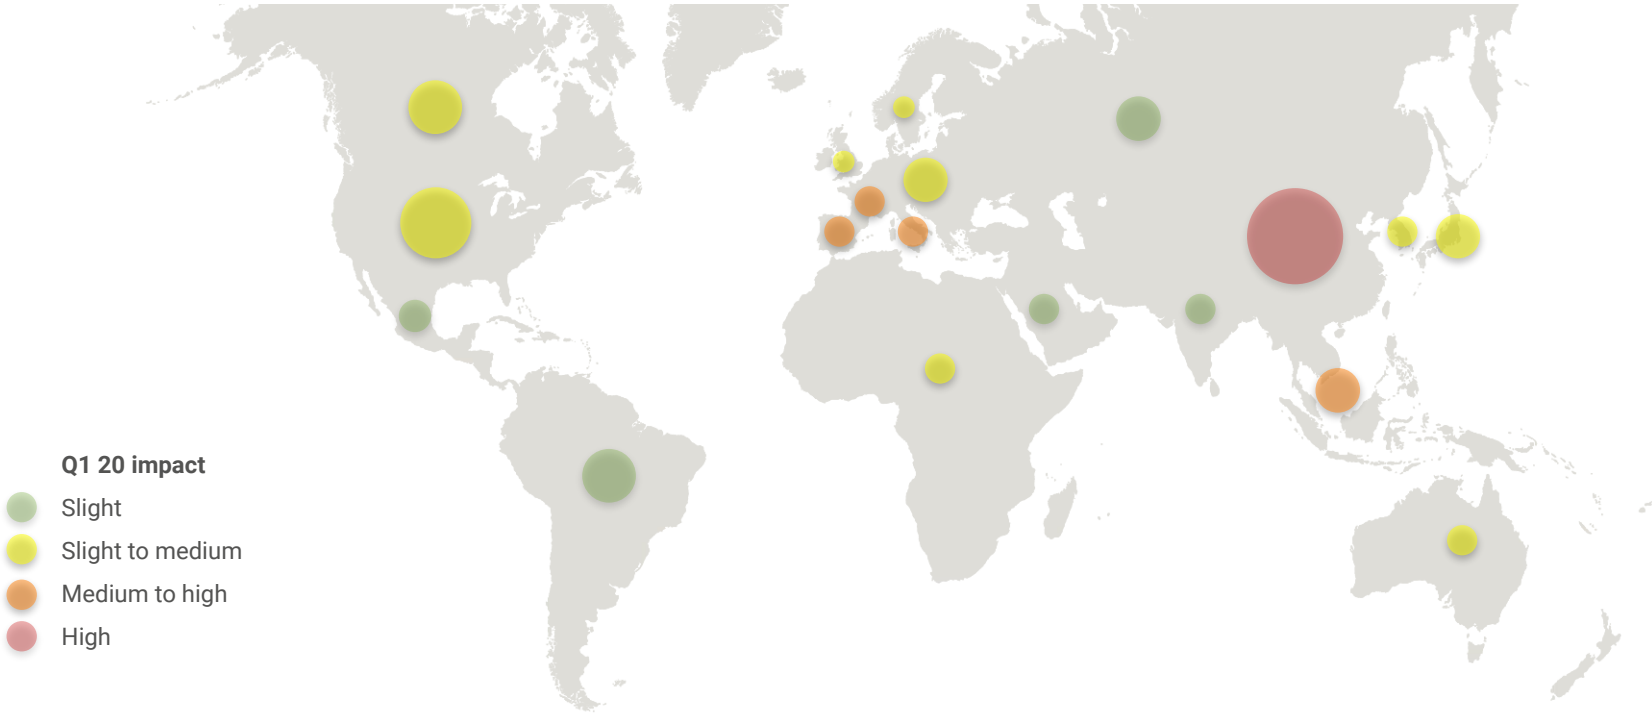 Q1 20 impact
Slight
Slight to medium
Medium to high
High